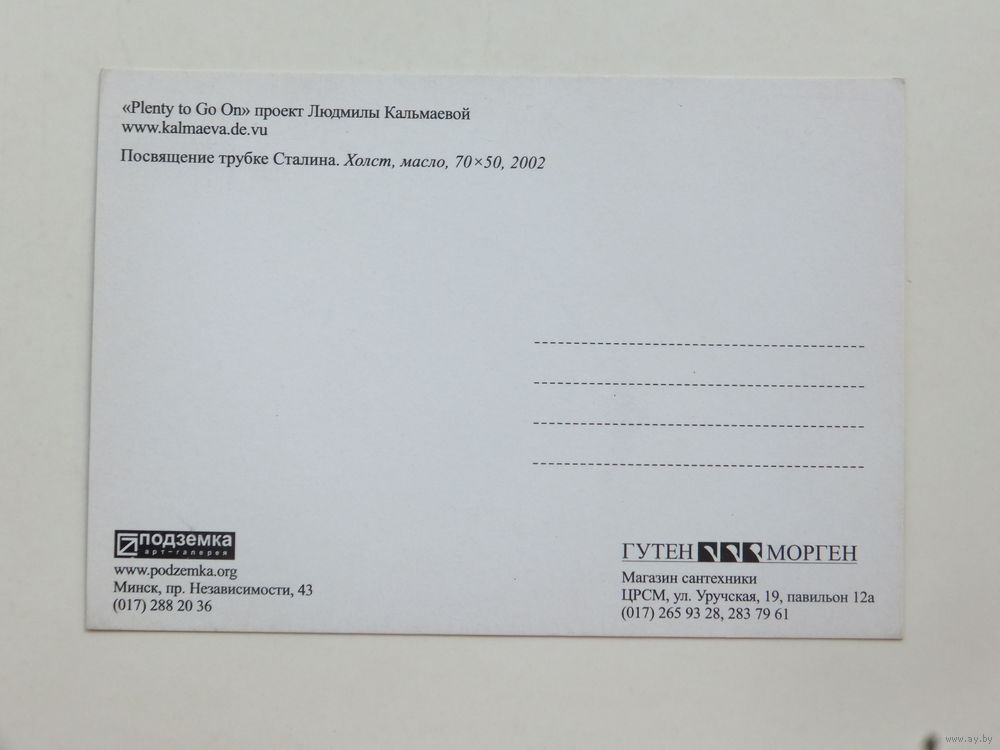 «Plenty to Go On» проект Людмилы Кальмаевой
www.kalmaeva.de.vu
Посвящение трубке Сталина. Холст, масло, 70×50, 2002
подземка
арт-галерея
www.podzemka.org
Минск, пр. Независимости, 43
(017) 288 20 36
ГУТЕН МОРГЕН
Магазин сантехники
ЦРСМ, ул. Уручская, 19, павильон 12а
(017) 265 93 28, 283 79 61
www.ay.by